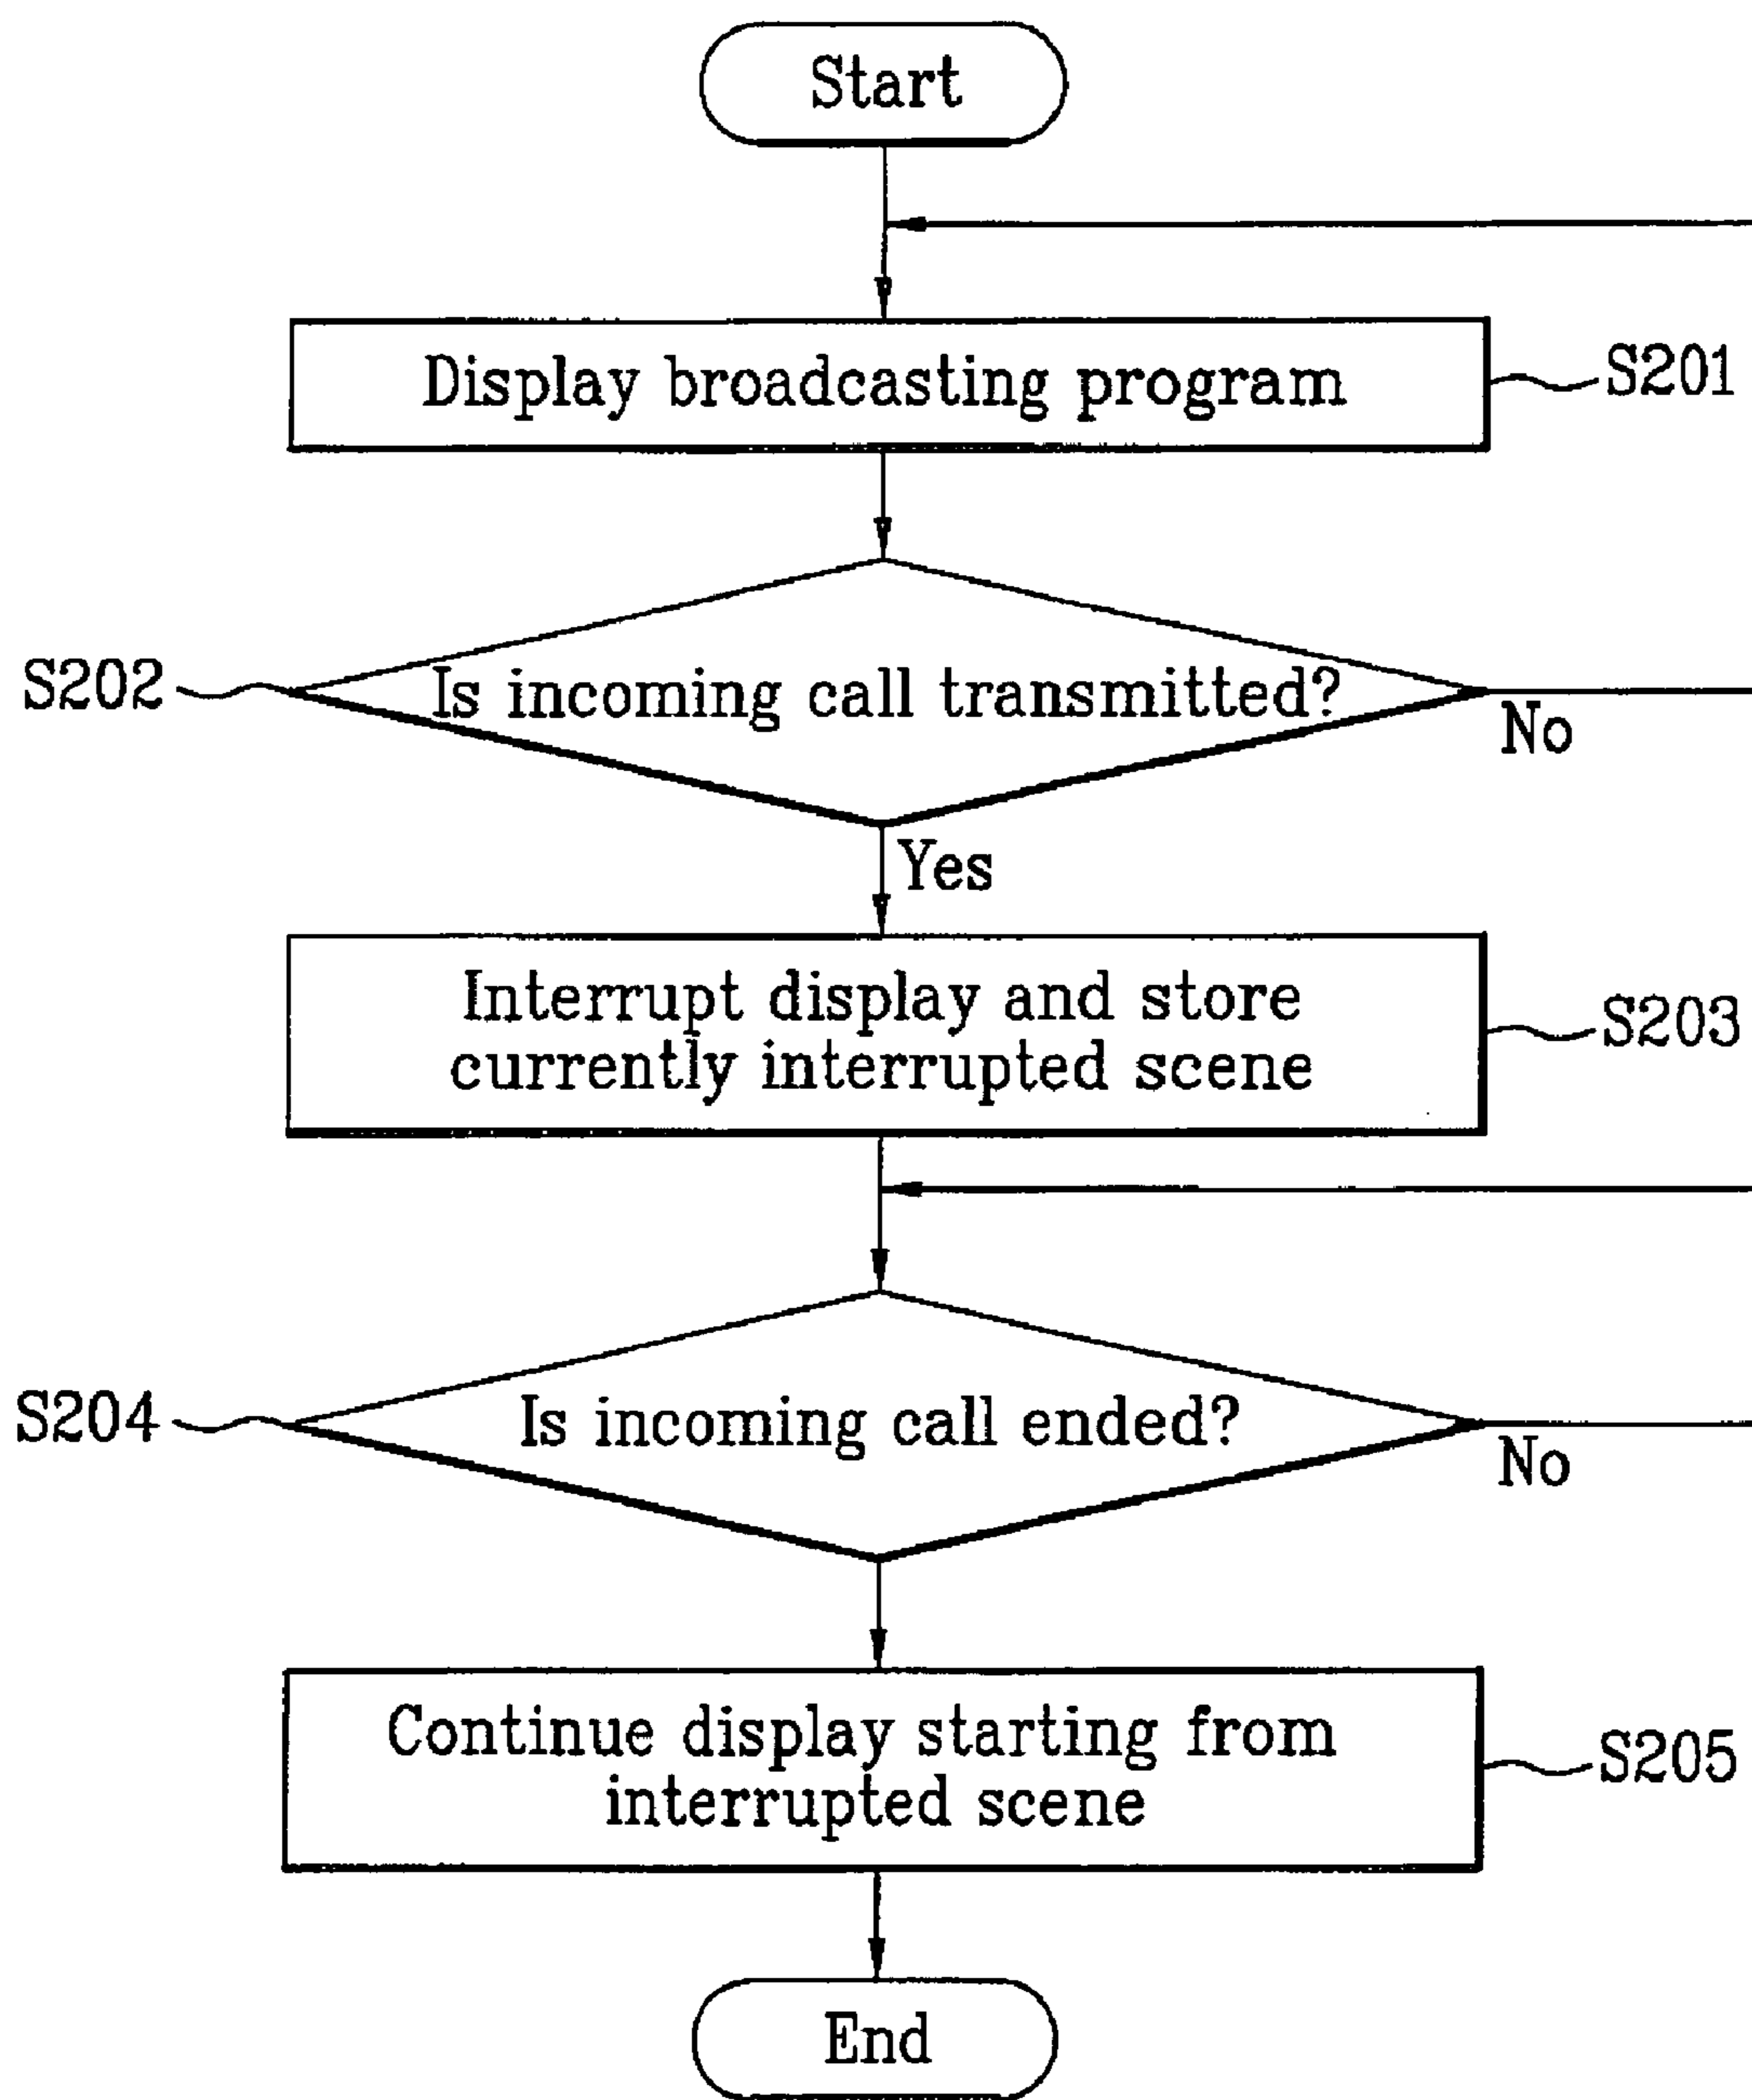 Start
Display broadcasting program
S201
S202
Is incoming call transmitted?
No
Yes
Interrupt display and store
currently interrupted scene
S203
S204
Is incoming call ended?
No
Continue display starting from
interrupted scene
S205
End